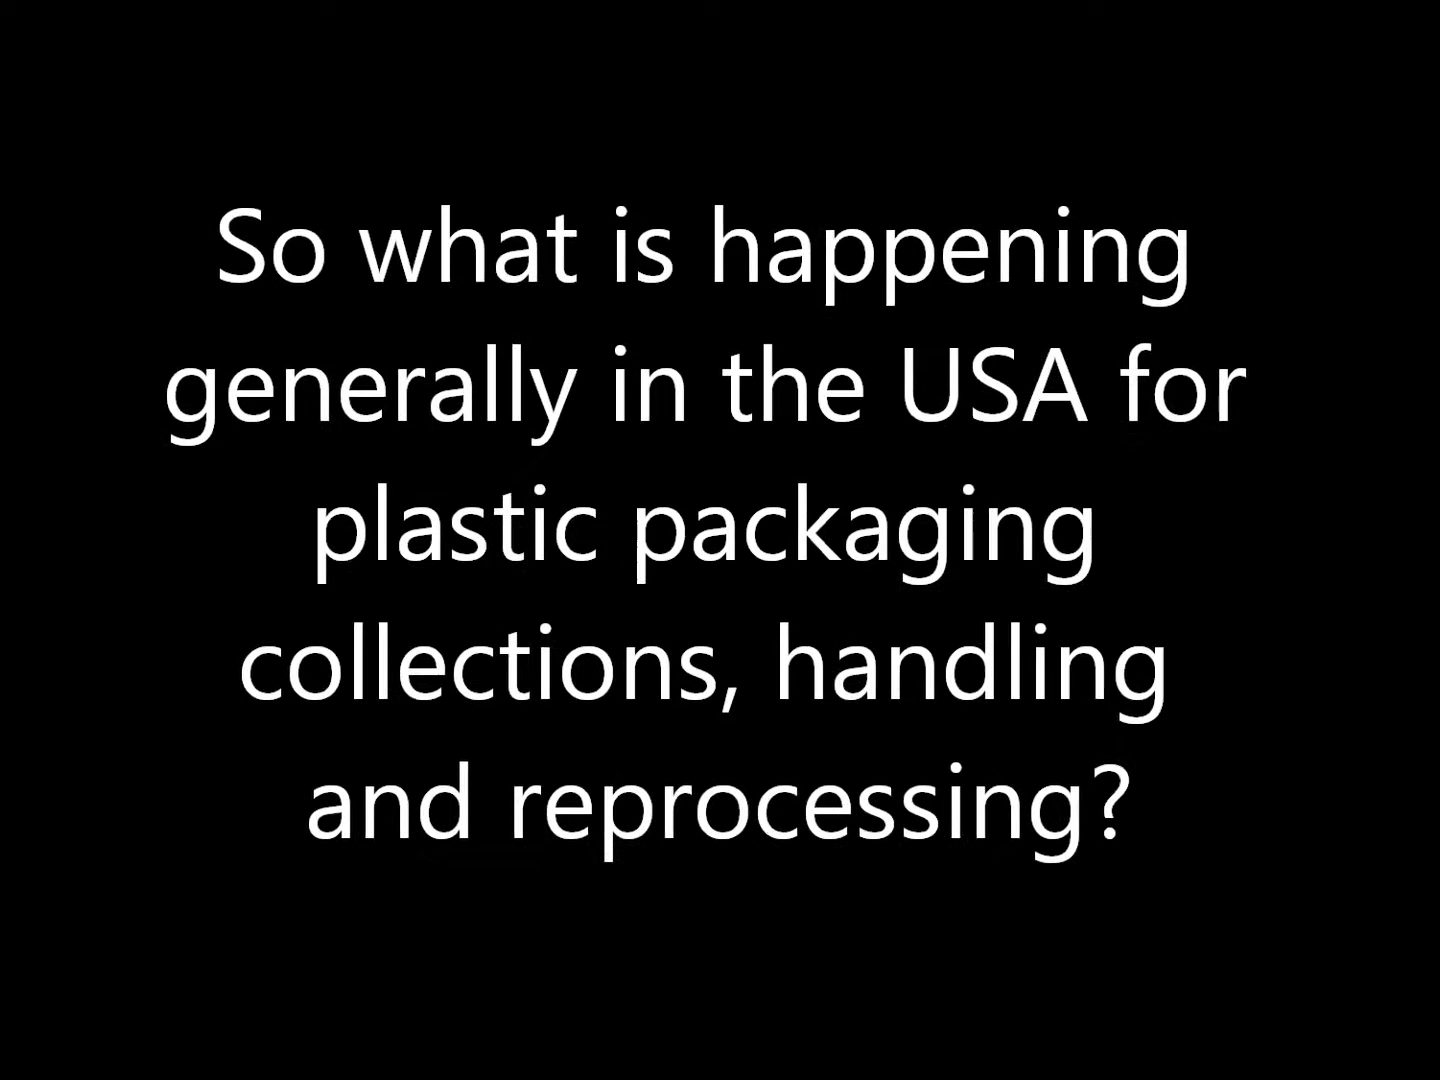 So what is happening
generally in the USA for
plastic packaging
collections, handling
and reprocessing?